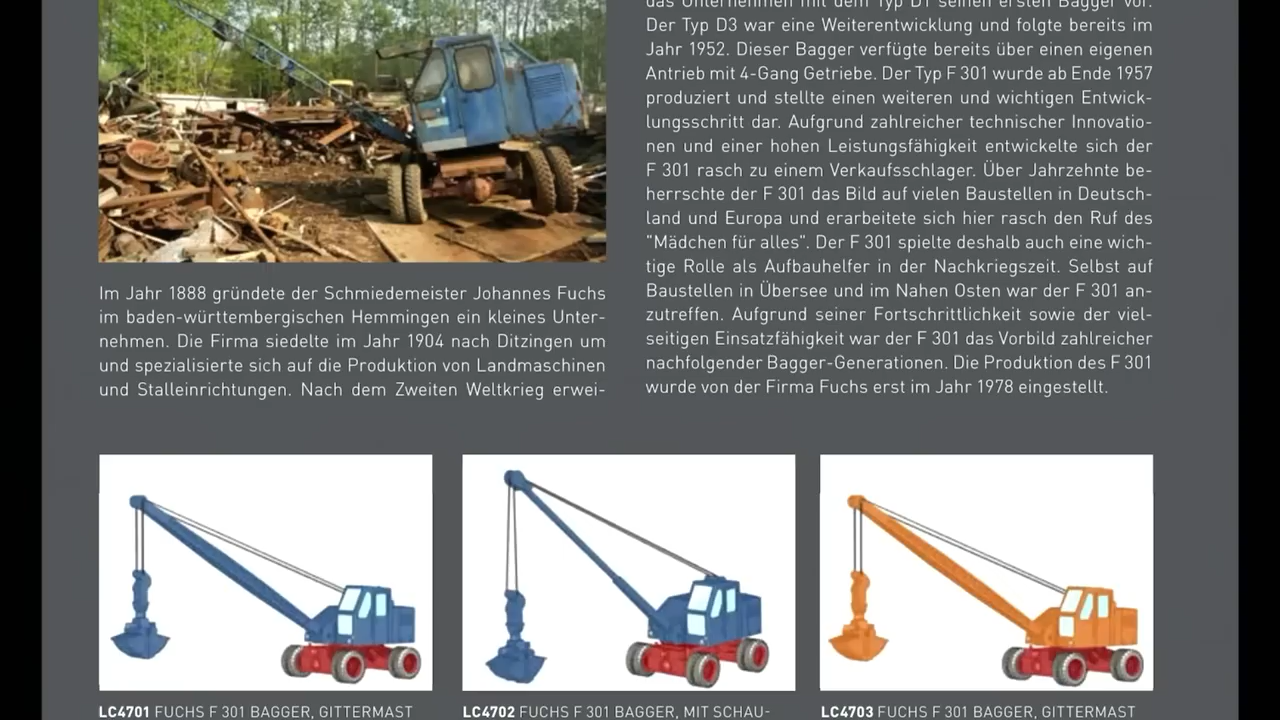 Im Jahr 1888 gründete der Schmiedemeister Johannes Fuchs
im baden-württembergischen Hemmingen ein kleines Unter-
nehmen. Die Firma siedelte im Jahr 1904 nach Ditzingen um
und spezialisierte sich auf die Produktion von Landmaschinen
und Stalleinrichtungen. Nach dem Zweiten Weltkrieg erwei-
das Unternehmen mit dem Typ D1 seinen ersten Bagger vor.
Der Typ D3 war eine Weiterentwicklung und folgte bereits im
Jahr 1952. Dieser Bagger verfügte bereits über einen eigenen
Antrieb mit 4-Gang Getriebe. Der Typ F 301 wurde ab Ende 1957
produziert und stellte einen weiteren und wichtigen Entwick-
lungsschritt dar. Aufgrund zahlreicher technischer Innovatio-
nen und einer hohen Leistungsfähigkeit entwickelte sich der
F 301 rasch zu einem Verkaufsschlager. Über Jahrzehnte be-
herrschte der F 301 das Bild auf vielen Baustellen in Deutsch-
land und Europa und erarbeitete sich hier rasch den Ruf des
"Mädchen für alles". Der F 301 spielte deshalb auch eine wich-
tige Rolle als Aufbauhelfer in der Nachkriegszeit. Selbst auf
Baustellen in Übersee und im Nahen Osten war der F 301 an-
zutreffen. Aufgrund seiner Fortschrittlichkeit sowie der viel-
seitigen Einsatzfähigkeit war der F 301 das Vorbild zahlreicher
nachfolgender Bagger-Generationen. Die Produktion des F 301
wurde von der Firma Fuchs erst im Jahr 1978 eingestellt.
LC4701 FUCHS F 301 BAGGER, GITTERMAST
LC4702 FUCHS F 301 BAGGER, MIT SCHAU-
LC4703 FUCHS F 301 BAGGER, GITTERMAST